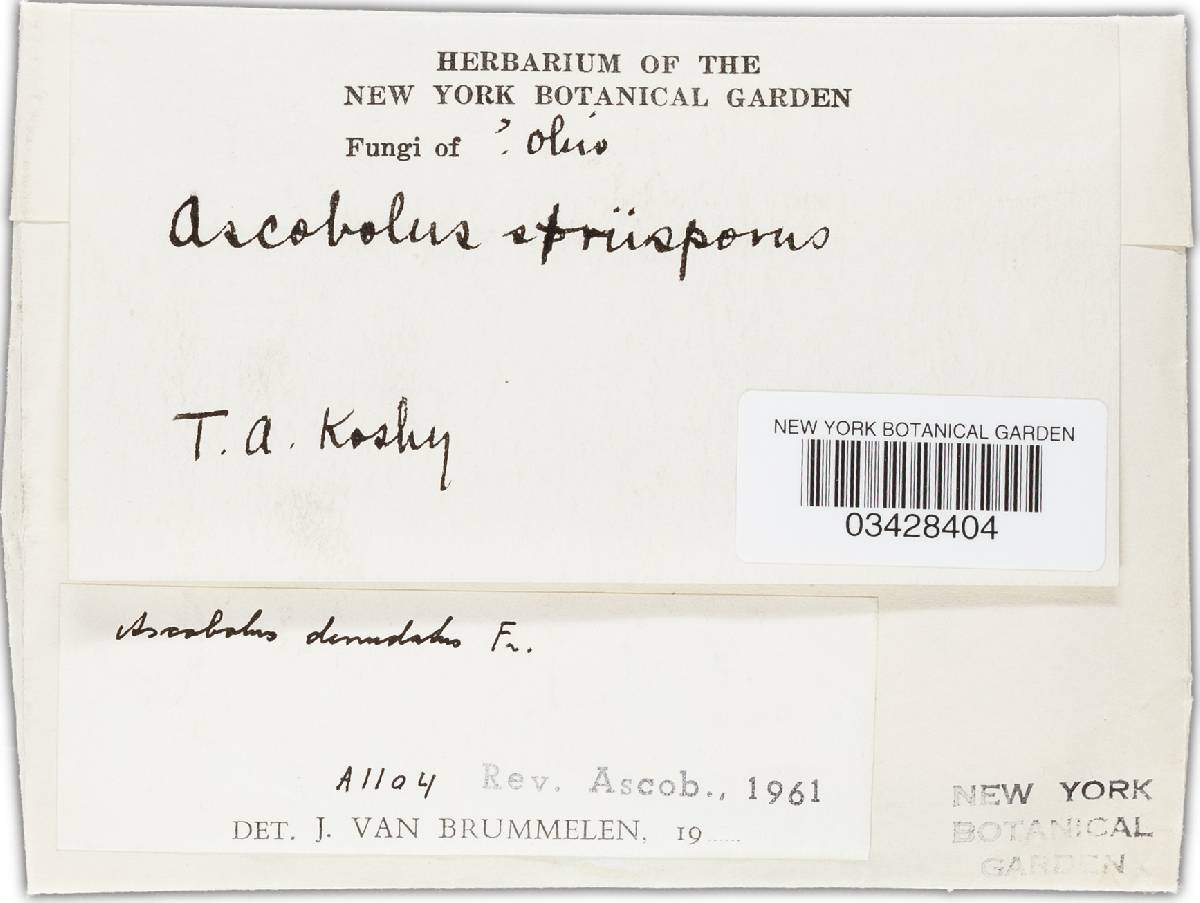 HERBARIUM OF THE
NEW YORK BOTANICAL GARDEN
Fungi of ? Ohio
Ascobolus
T. A. Koshy
NEW YORK BOTANICAL GARDEN
03428404
Ascobolus denudatus Fr.
A1104 Rev. Ascob., 1961
DET. J. VAN BRUMMELEN, 19......
NEW YORK
BOTANICAL
GARDEN